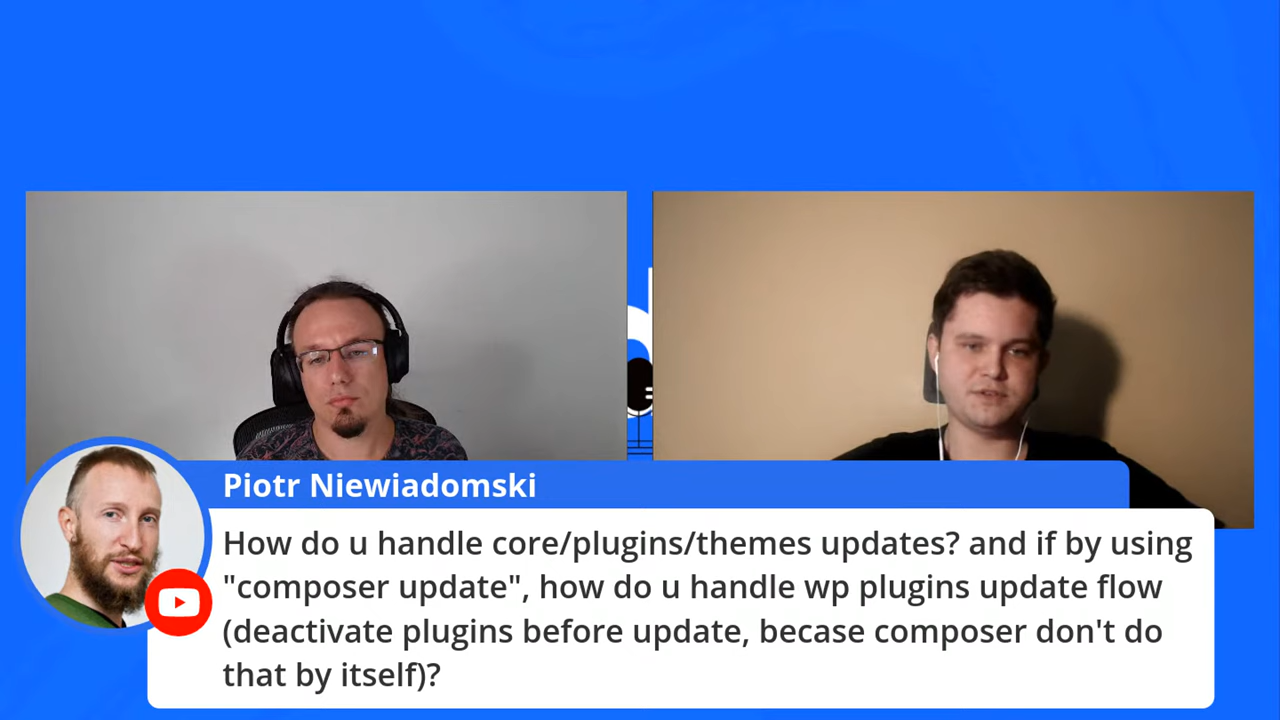 Piotr Niewiadomski
How do u handle core/plugins/themes updates? and if by using
"composer update", how do u handle wp plugins update flow
(deactivate plugins before update, becase composer don't do
that by itself)?